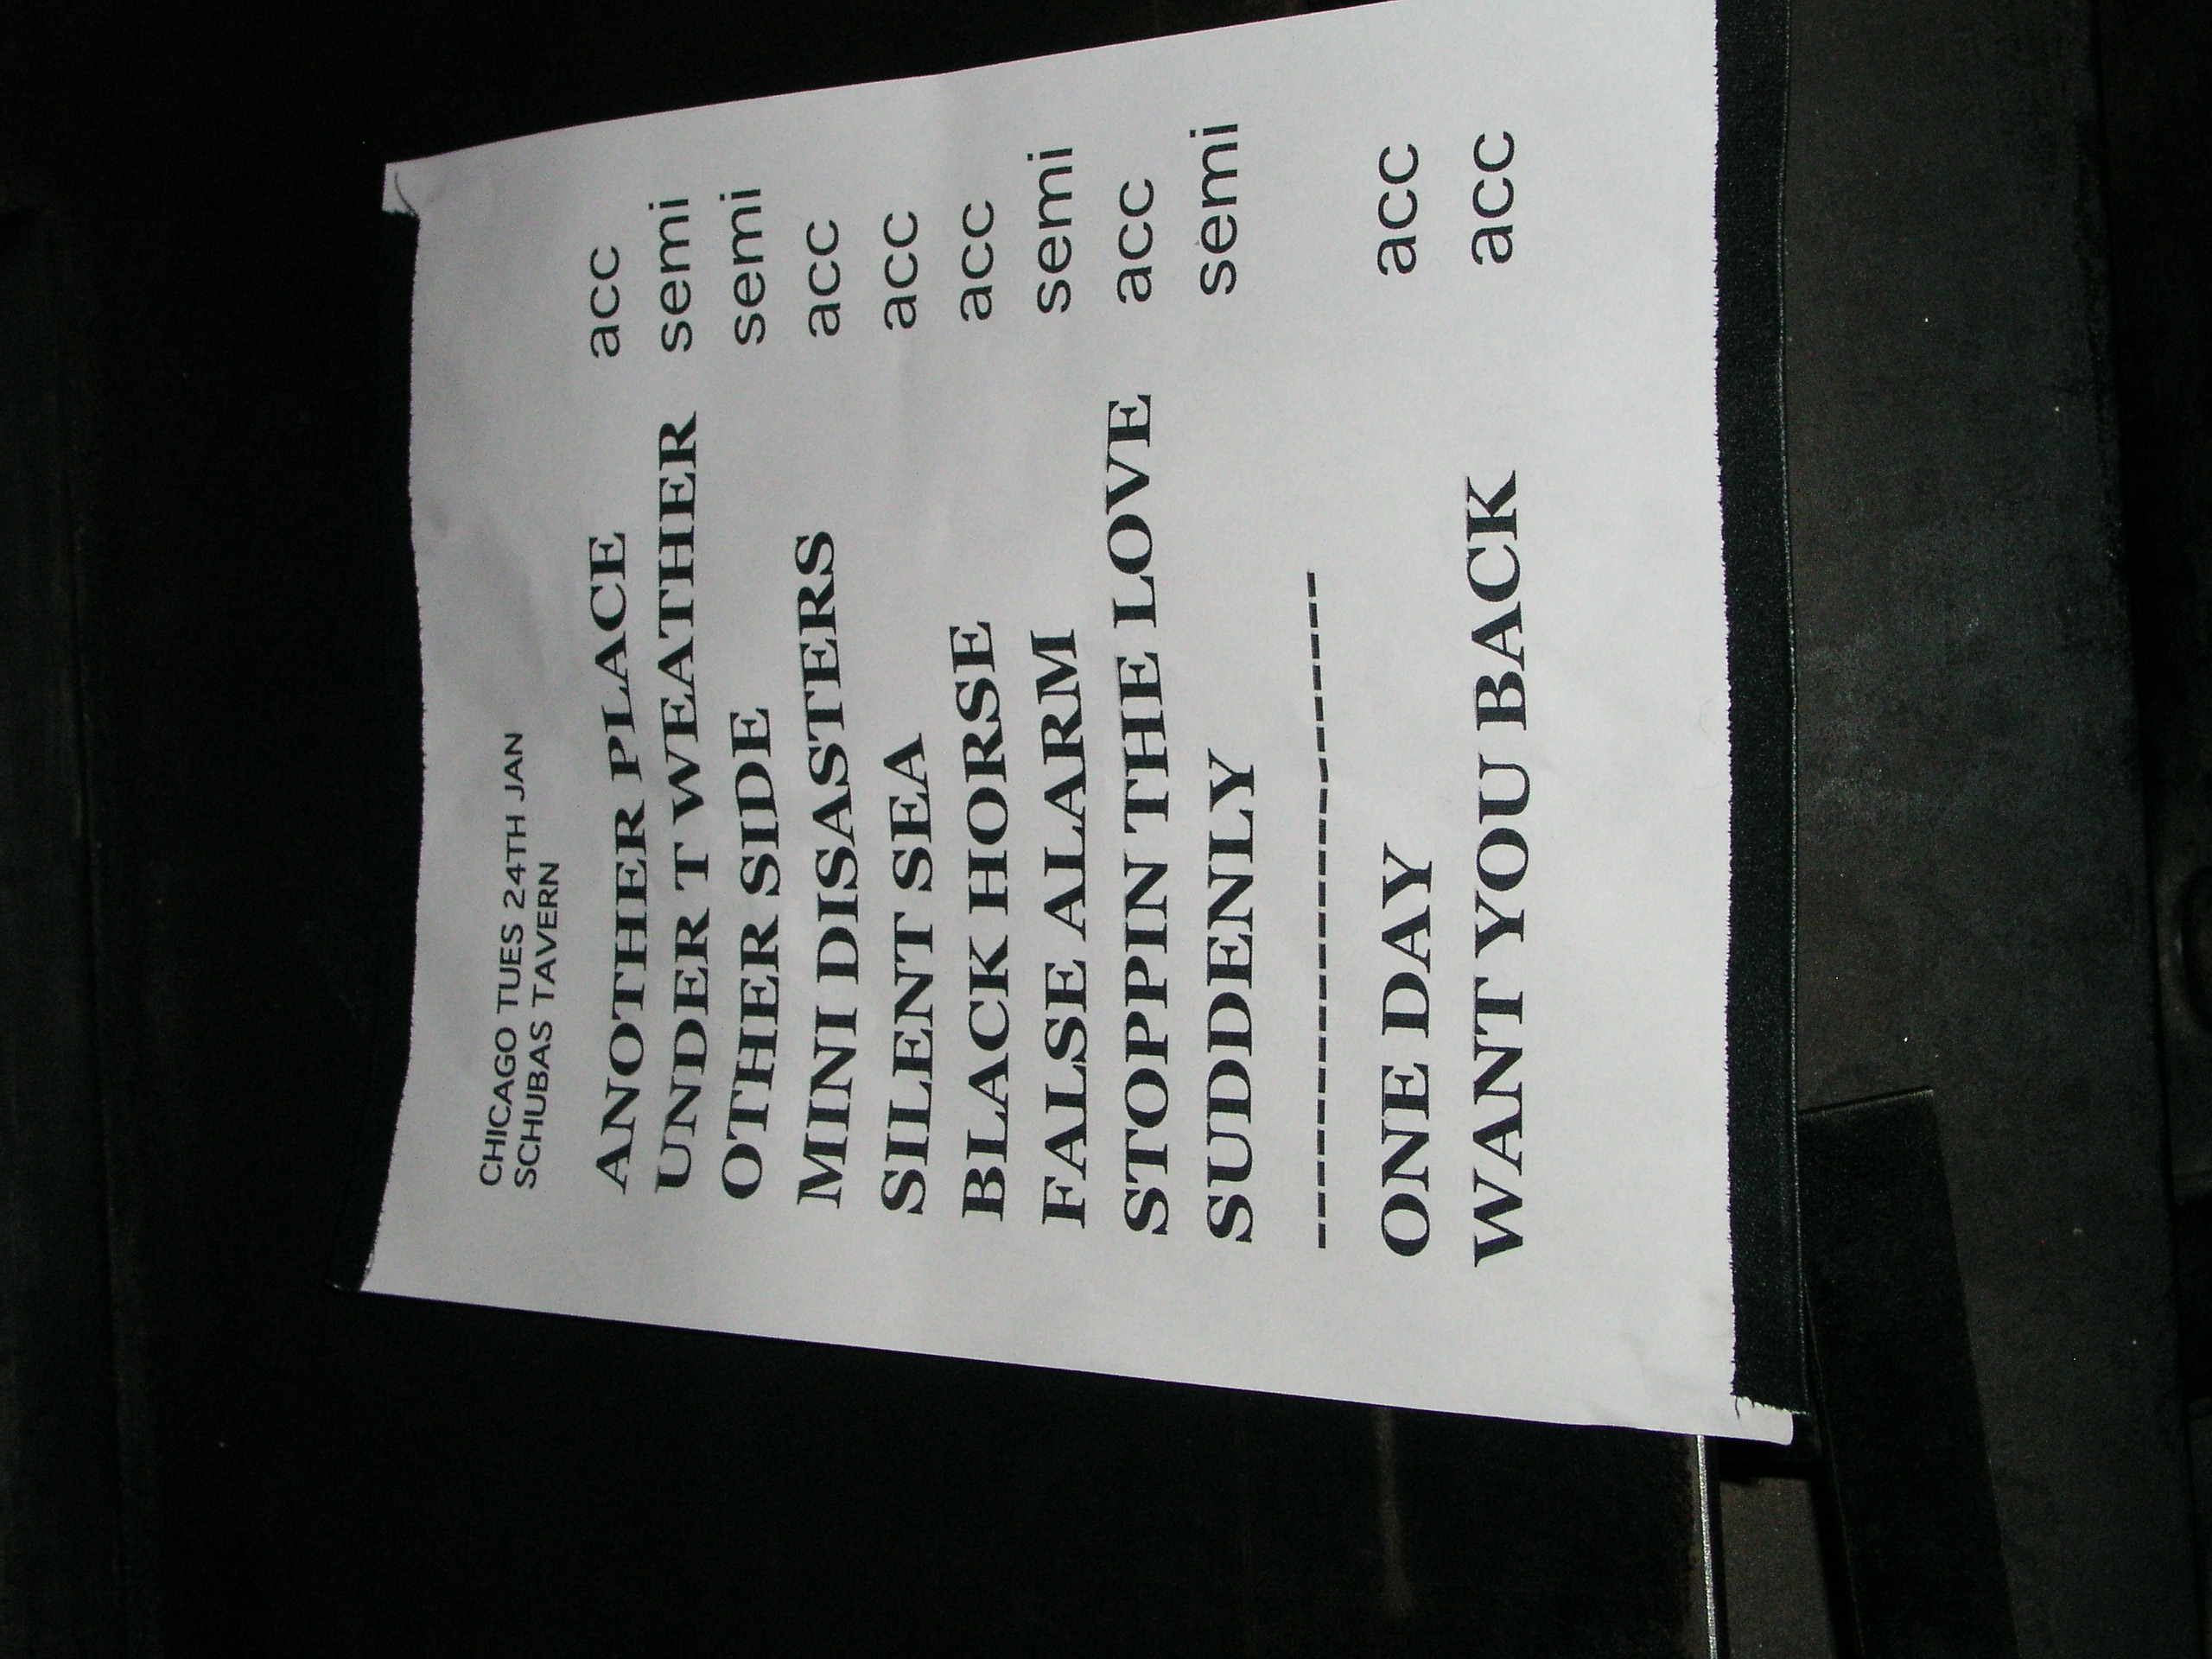 CHICAGO TUES 24TH JAN
SCHUBAS TAVERN
ANOTHER PLACE acc
UNDER T WEATHER semi
OTHER SIDE semi
MINI DISASTERS acc
SILENT SEA acc
BLACK HORSE acc
FALSE ALARM semi
STOPPIN THE LOVE acc
SUDDENLY semi
--------------------
ONE DAY acc
WANT YOU BACK acc